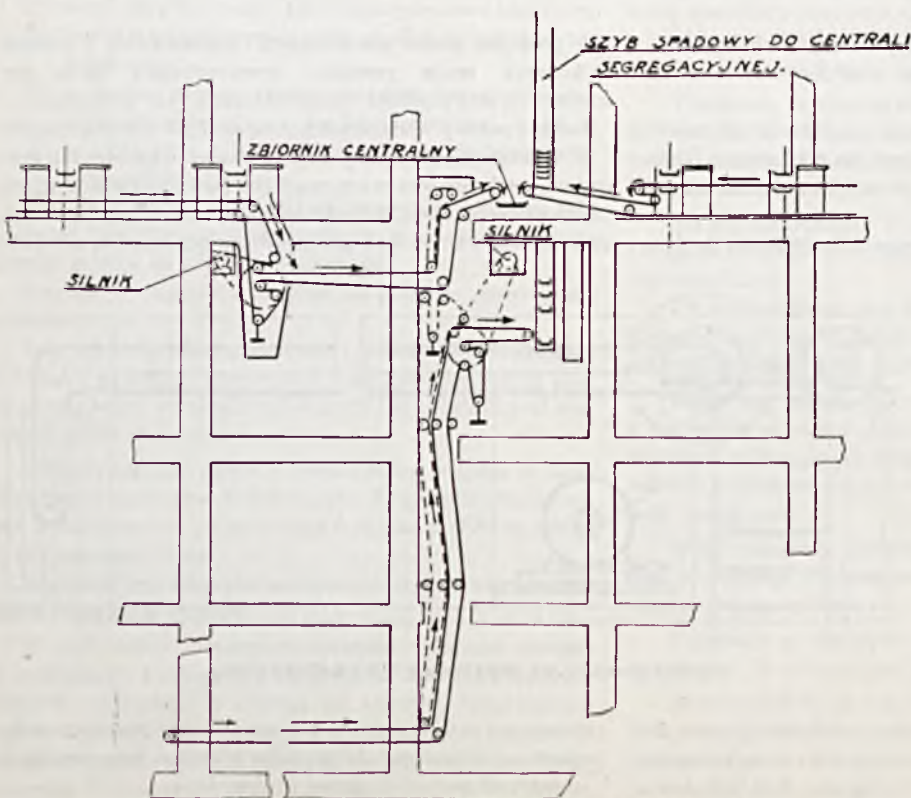 SZYB SPADOWY DO CENTRALI
SEGREGACYJNEJ.
ZBIORNIK CENTRALNY
SILNIK
SILNIK